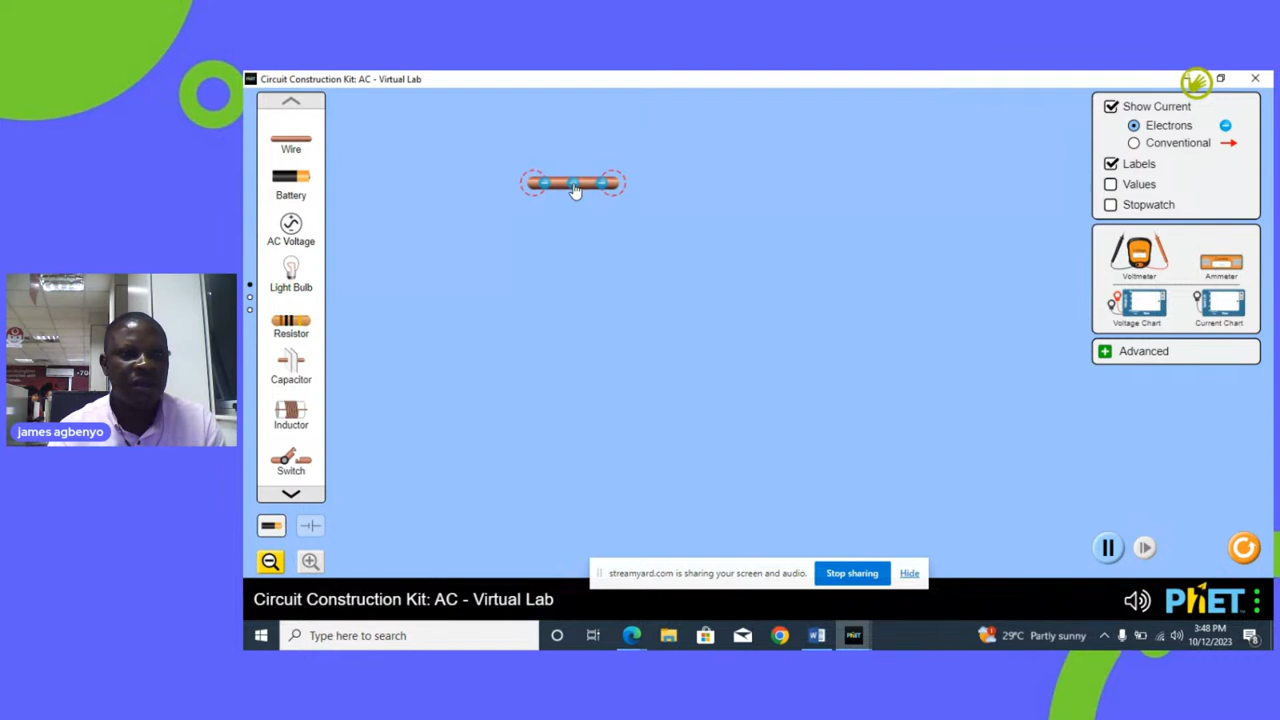 Circuit Construction Kit: AC - Virtual Lab
Wire
Battery
AC Voltage
Light Bulb
Resistor
Capacitor
Inductor
Switch
Show Current
Electrons
Conventional
Labels
Values
Stopwatch
Voltmeter
Ammeter
Voltage Chart
Current Chart
Advanced
james agbenyo
streamyard.com is sharing your screen and audio.
Stop sharing
Hide
Circuit Construction Kit: AC - Virtual Lab
PhET
Type here to search
29°C Partly sunny
3:48 PM
10/12/2023
8